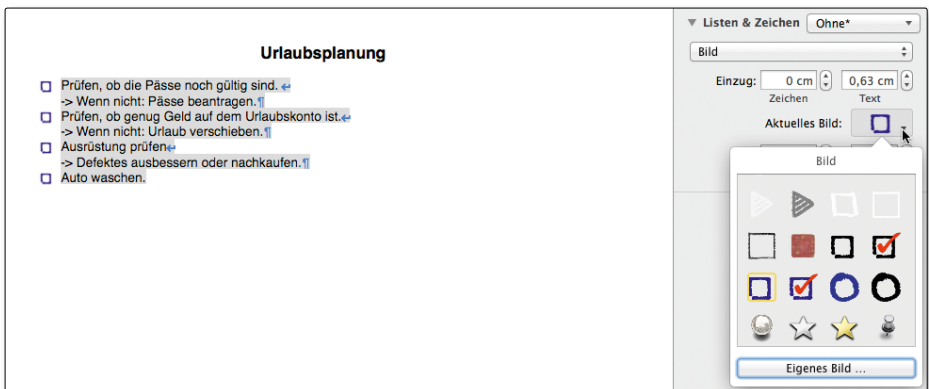 Urlaubsplanung
Prüfen, ob die Pässe noch gültig sind. ↵
-> Wenn nicht: Pässe beantragen.¶
Prüfen, ob genug Geld auf dem Urlaubskonto ist.↵
-> Wenn nicht: Urlaub verschieben.¶
Ausrüstung prüfen↵
-> Defektes ausbessern oder nachkaufen.¶
Auto waschen.
Listen & Zeichen Ohne*
Bild
Einzug: 0 cm 0,63 cm
Zeichen Text
Aktuelles Bild:
Bild
Eigenes Bild ...